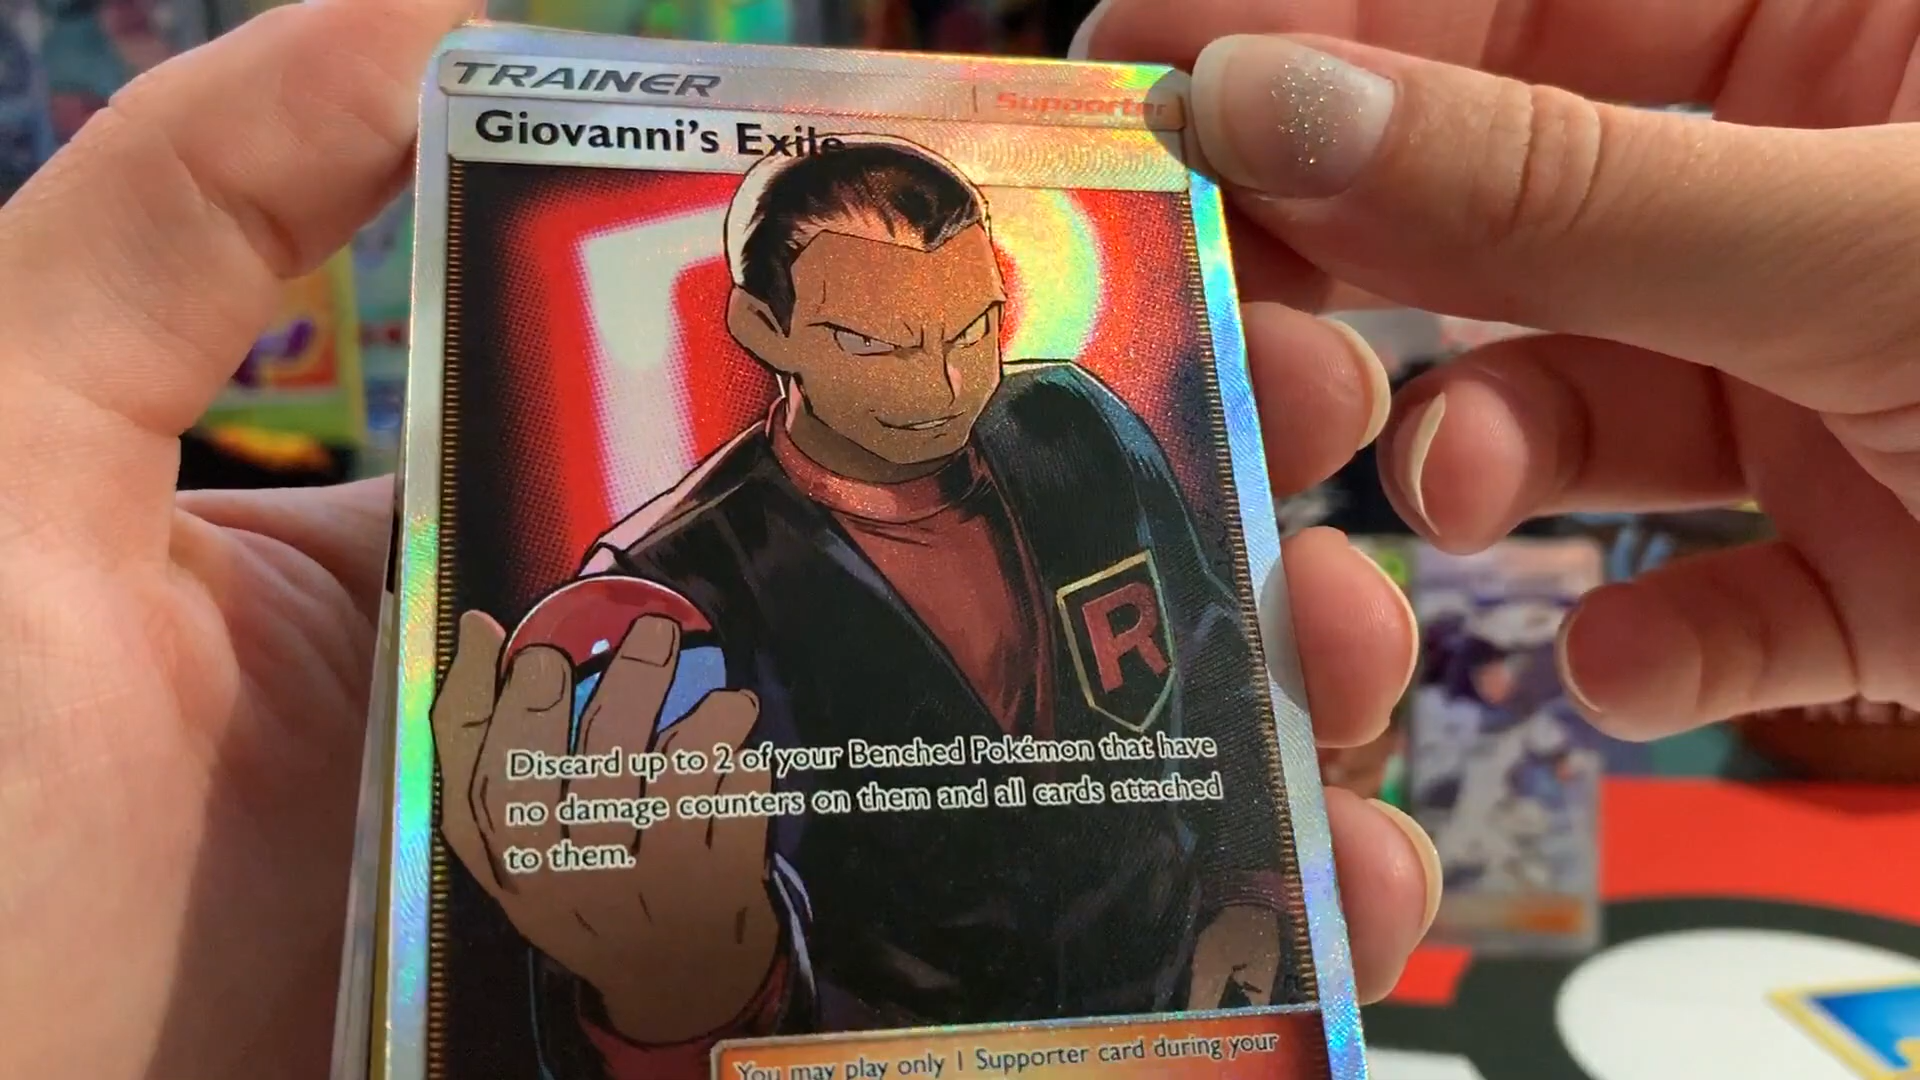 TRAINER
Supporter
Giovanni's Exile
R
Discard up to 2 of your Benched Pokémon that have
no damage counters on them and all cards attached
to them.
You may play only 1 Supporter card during your